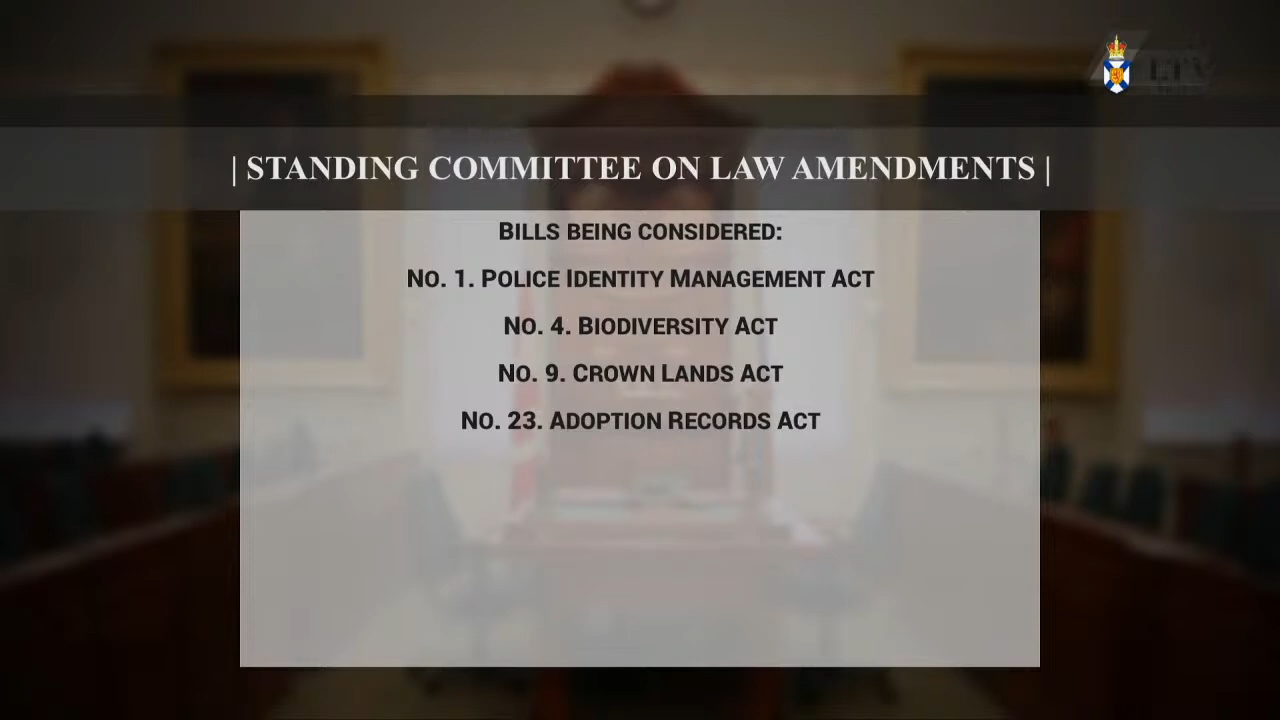 | STANDING COMMITTEE ON LAW AMENDMENTS |
BILLS BEING CONSIDERED:
NO. 1. POLICE IDENTITY MANAGEMENT ACT
NO. 4. BIODIVERSITY ACT
NO. 9. CROWN LANDS ACT
NO. 23. ADOPTION RECORDS ACT